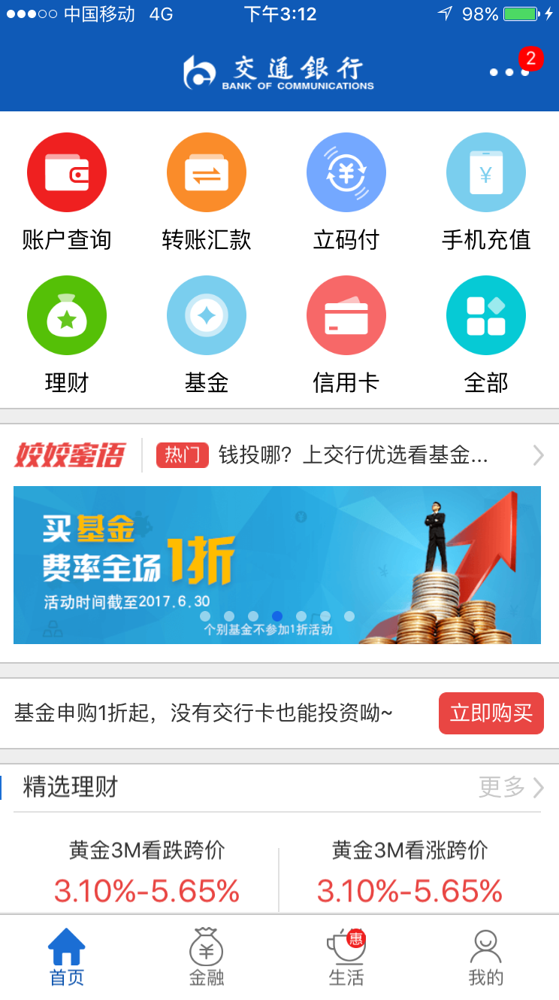 中国移动 4G 下午3:12 98%
交通銀行 2
BANK OF COMMUNICATIONS
账户查询 转账汇款 立码付 手机充值
理财 基金 信用卡 全部
姣姣蜜语 热门 钱投哪？上交行优选看基金...
买基金
费率全场1折
活动时间截至2017.6.30
个别基金不参加1折活动
基金申购1折起，没有交行卡也能投资呦~ 立即购买
精选理财 更多
黄金3M看跌跨价 黄金3M看涨跨价
3.10%-5.65% 3.10%-5.65%
惠
首页 金融 生活 我的